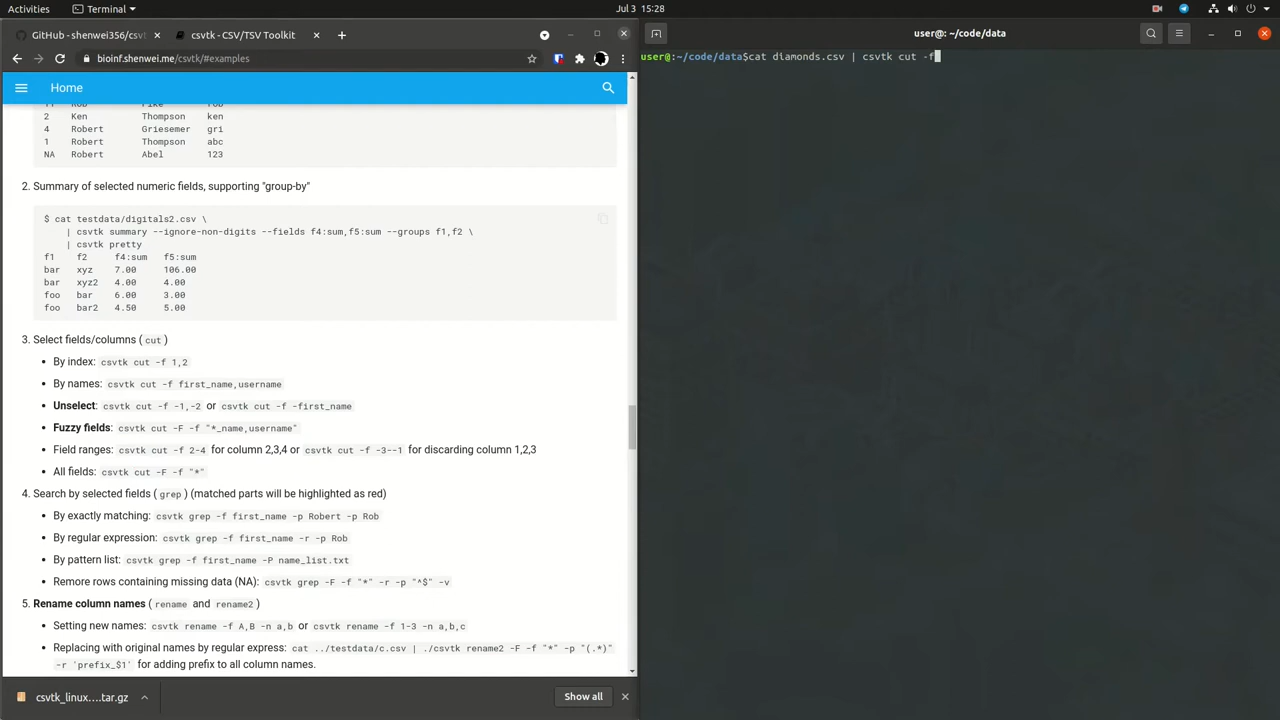 Activities
Terminal
Jul 3 15:28
GitHub - shenwei356/csvt
csvtk - CSV/TSV Toolkit
bioinf.shenwei.me/csvtk/#examples
Home
2 Ken Thompson ken
4 Robert Griesemer gri
1 Robert Thompson abc
NA Robert Abel 123
2. Summary of selected numeric fields, supporting "group-by"
$ cat testdata/digitals2.csv \
| csvtk summary --ignore-non-digits --fields f4:sum,f5:sum --groups f1,f2 \
| csvtk pretty
f1 f2 f4:sum f5:sum
bar xyz 7.00 106.00
bar xyz2 4.00 4.00
foo bar 6.00 3.00
foo bar2 4.50 5.00
3. Select fields/columns ( cut )
• By index: csvtk cut -f 1,2
• By names: csvtk cut -f first_name,username
• Unselect: csvtk cut -f -1,-2 or csvtk cut -f -first_name
• Fuzzy fields: csvtk cut -F -f "*_name,username"
• Field ranges: csvtk cut -f 2-4 for column 2,3,4 or csvtk cut -f -3--1 for discarding column 1,2,3
• All fields: csvtk cut -F -f "*"
4. Search by selected fields ( grep ) (matched parts will be highlighted as red)
• By exactly matching: csvtk grep -f first_name -p Robert -p Rob
• By regular expression: csvtk grep -f first_name -r -p Rob
• By pattern list: csvtk grep -f first_name -P name_list.txt
• Remore rows containing missing data (NA): csvtk grep -F -f "*" -r -p "^$" -v
5. Rename column names ( rename and rename2 )
• Setting new names: csvtk rename -f A,B -n a,b or csvtk rename -f 1-3 -n a,b,c
• Replacing with original names by regular express: cat ../testdata/c.csv | ./csvtk rename2 -F -f "*" -p "(.*)"
-r 'prefix_$1' for adding prefix to all column names.
csvtk_linux....tar.gz
Show all
user@: ~/code/data
user@:~/code/data$cat diamonds.csv | csvtk cut -f